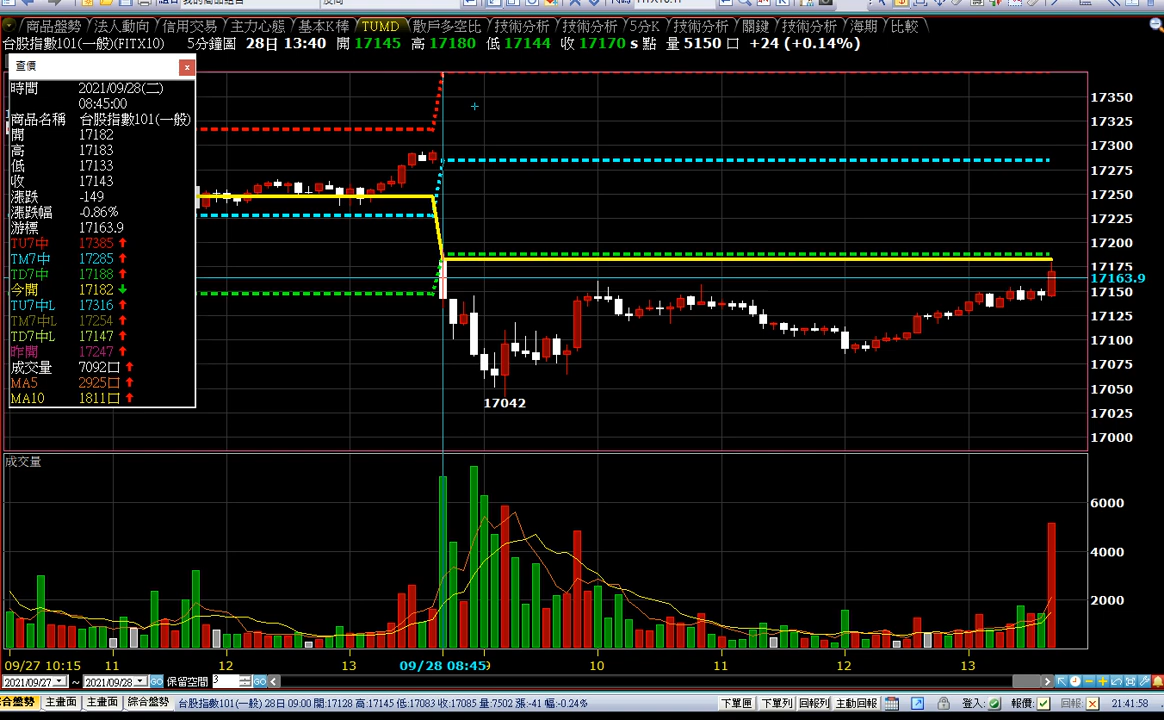 商品盤勢 法人動向 信用交易 主力心態 基本K棒 TUMD 散戶多空比 技術分析 技術分析 5分K 技術分析 關鍵 技術分析 海期 比較
台股指數101(一般)(FITX10) 5分鐘圖 28日 13:40 開 17145 高 17180 低 17144 收 17170 s 點 量 5150 口 +24 (+0.14%)
查價 x
時間 2021/09/28(二)
08:45:00
商品名稱 台股指數101(一般)
開 17182
高 17183
低 17133
收 17143
漲跌 -149
漲跌幅 -0.86%
游標 17163.9
TU7中 17385 ↑
TM7中 17285 ↑
TD7中 17188 ↑
今開 17182 ↓
TU7中L 17316 ↑
TM7中L 17254 ↑
TD7中L 17147 ↑
昨開 17247 ↑
成交量 7092口 ↑
MA5 2925口 ↑
MA10 1811口 ↑
17350
17325
17300
17275
17250
17225
17200
17175
17163.9
17150
17125
17100
17075
17050
17025
17000
17042
成交量
6000
4000
2000
09/27 10:15 11 12 13 09/28 08:45 10 11 12 13
2021/09/27 ~ 2021/09/28 GO 保留空間 3 GO
綜合盤勢 主畫面 主畫面 綜合盤勢 台股指數101(一般) 28日 09:00 開:17128 高:17145 低:17083 收:17085 量:7502 漲:-41 幅:-0.24% 下單匣 下單列 回報列 主動回報 登入: 報價: 回報: 21:41:58